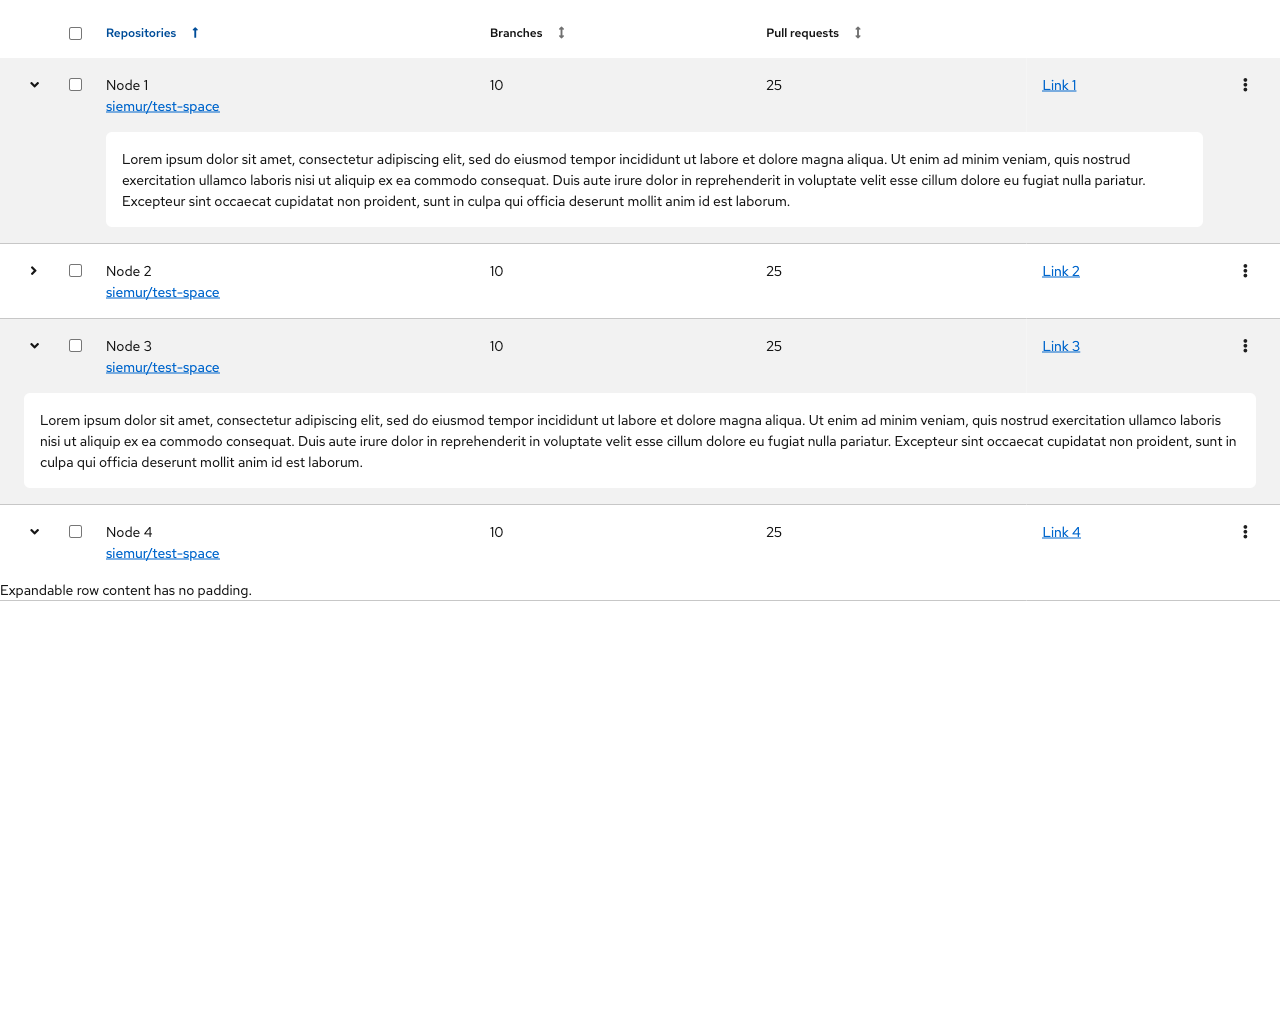 Repositories Branches Pull requests
Node 1 10 25 Link 1
siemur/test-space
Lorem ipsum dolor sit amet, consectetur adipiscing elit, sed do eiusmod tempor incididunt ut labore et dolore magna aliqua. Ut enim ad minim veniam, quis nostrud
exercitation ullamco laboris nisi ut aliquip ex ea commodo consequat. Duis aute irure dolor in reprehenderit in voluptate velit esse cillum dolore eu fugiat nulla pariatur.
Excepteur sint occaecat cupidatat non proident, sunt in culpa qui officia deserunt mollit anim id est laborum.
Node 2 10 25 Link 2
siemur/test-space
Node 3 10 25 Link 3
siemur/test-space
Lorem ipsum dolor sit amet, consectetur adipiscing elit, sed do eiusmod tempor incididunt ut labore et dolore magna aliqua. Ut enim ad minim veniam, quis nostrud exercitation ullamco laboris
nisi ut aliquip ex ea commodo consequat. Duis aute irure dolor in reprehenderit in voluptate velit esse cillum dolore eu fugiat nulla pariatur. Excepteur sint occaecat cupidatat non proident, sunt in
culpa qui officia deserunt mollit anim id est laborum.
Node 4 10 25 Link 4
siemur/test-space
Expandable row content has no padding.